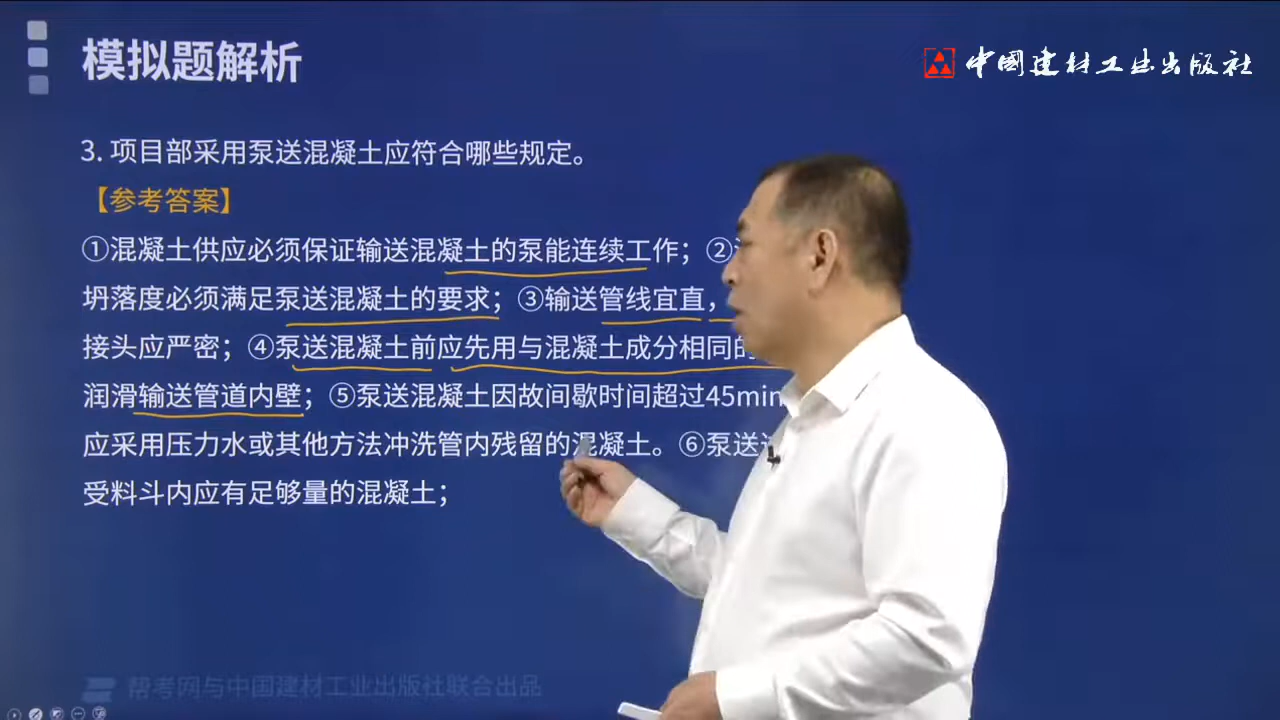 模拟题解析
中国建材工业出版社
3. 项目部采用泵送混凝土应符合哪些规定。
【参考答案】
①混凝土供应必须保证输送混凝土的泵能连续工作；②
坍落度必须满足泵送混凝土的要求；③输送管线宜直，
接头应严密；④泵送混凝土前应先用与混凝土成分相同的
润滑输送管道内壁；⑤泵送混凝土因故间歇时间超过45min
应采用压力水或其他方法冲洗管内残留的混凝土。⑥泵送
受料斗内应有足够量的混凝土；
帮考网与中国建材工业出版社联合出品